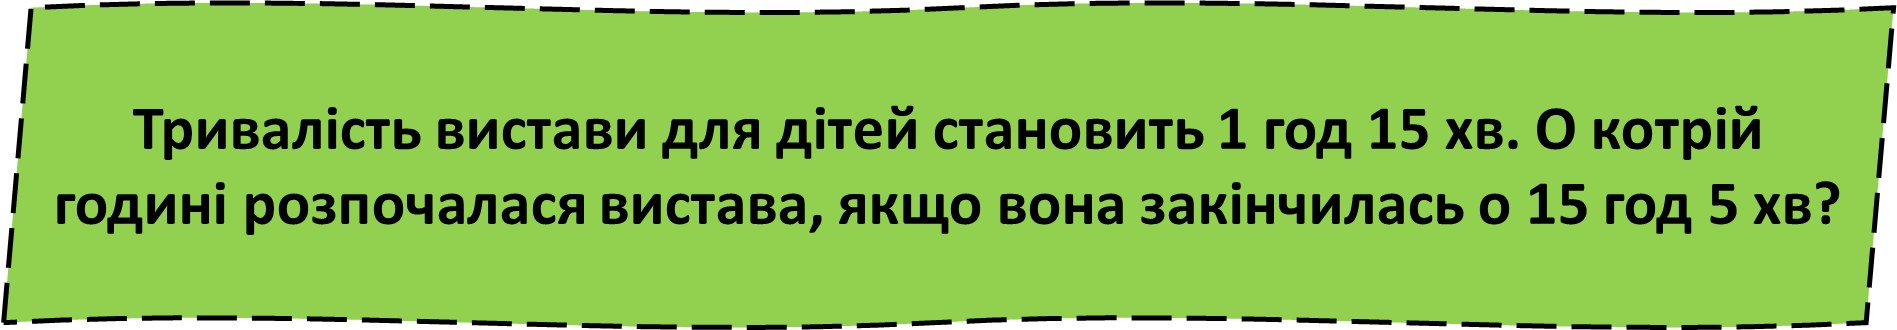 Тривалість вистави для дітей становить 1 год 15 хв. О котрій
годині розпочалася вистава, якщо вона закінчилась о 15 год 5 хв?